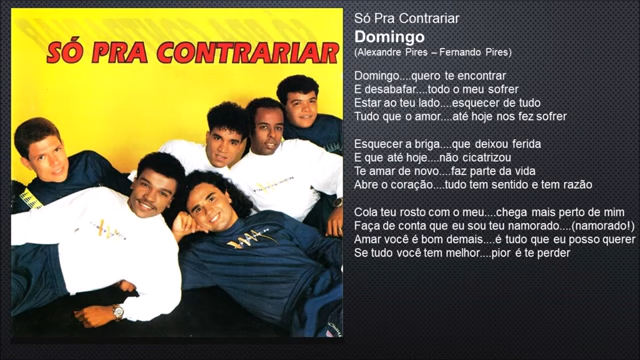 SÓ PRA CONTRARIAR
Só Pra Contrariar
Domingo
(Alexandre Pires – Fernando Pires)
Domingo....quero te encontrar
E desabafar....todo o meu sofrer
Estar ao teu lado....esquecer de tudo
Tudo que o amor....até hoje nos fez sofrer
Esquecer a briga....que deixou ferida
E que até hoje....não cicatrizou
Te amar de novo....faz parte da vida
Abre o coração....tudo tem sentido e tem razão
Cola teu rosto com o meu....chega mais perto de mim
Faça de conta que eu sou teu namorado....(namorado!)
Amar você é bom demais....é tudo que eu posso querer
Se tudo você tem melhor....pior é te perder